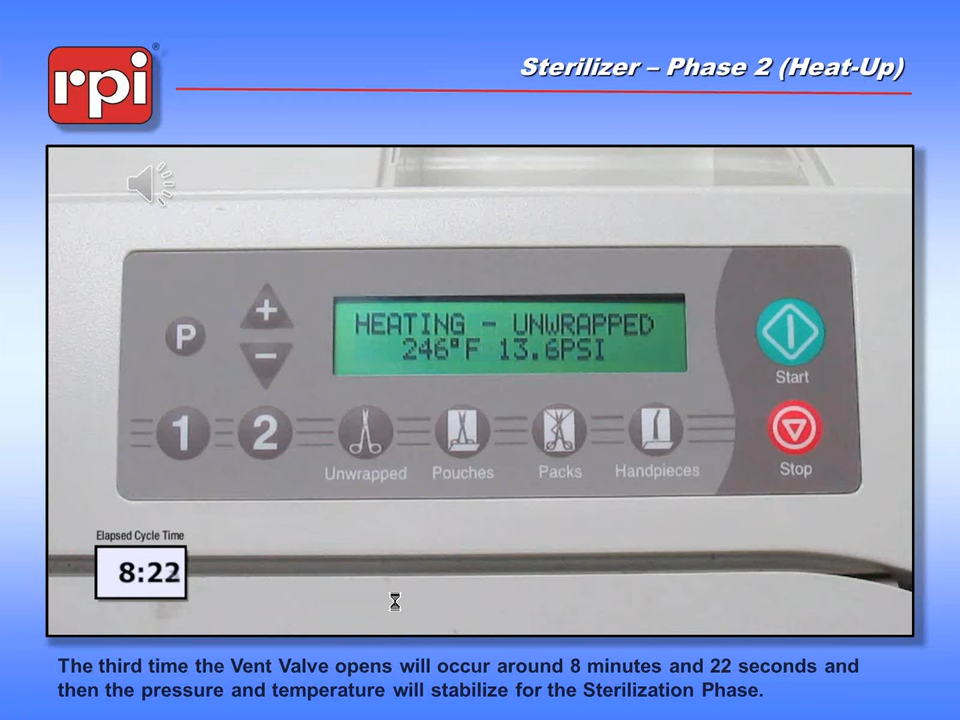 rpi®
Sterilizer – Phase 2 (Heat-Up)
HEATING - UNWRAPPED
246°F 13.6PSI
P
+
−
Start
1
2
Unwrapped
Pouches
Packs
Handpieces
Stop
Elapsed Cycle Time
8:22
The third time the Vent Valve opens will occur around 8 minutes and 22 seconds and
then the pressure and temperature will stabilize for the Sterilization Phase.